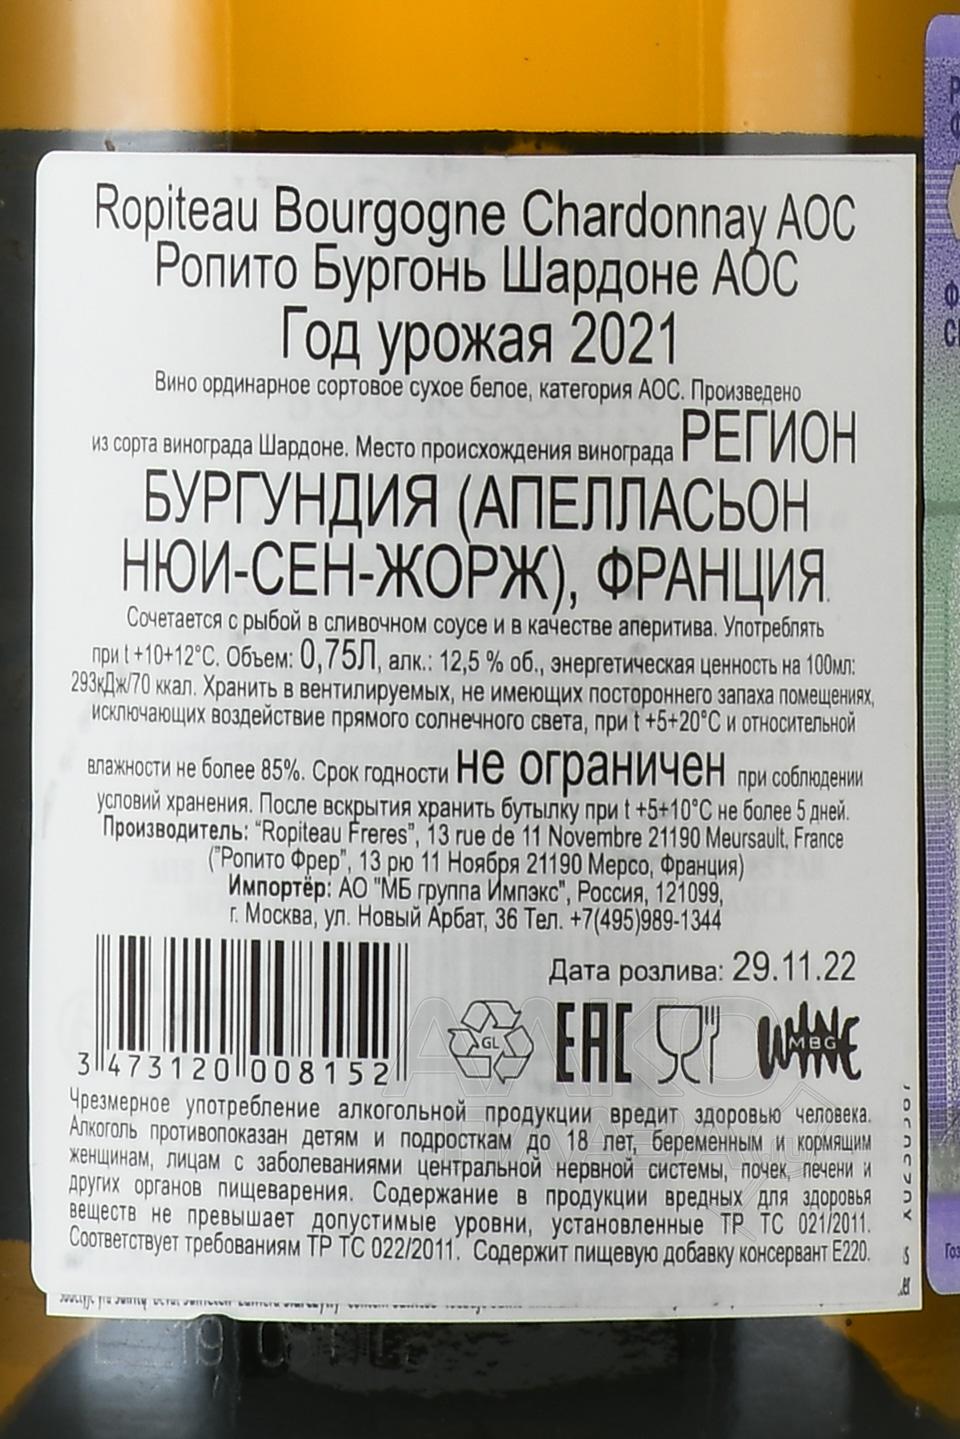 Ropiteau Bourgogne Chardonnay AOC
Ропито Бургонь Шардоне АОС
Год урожая 2021
Вино ординарное сортовое сухое белое, категория АОС. Произведено
из сорта винограда Шардоне. Место происхождения винограда РЕГИОН
БУРГУНДИЯ (АПЕЛЛАСЬОН
НЮИ-СЕН-ЖОРЖ), ФРАНЦИЯ.
Сочетается с рыбой в сливочном соусе и в качестве аперитива. Употреблять
при t +10+12°С. Объем: 0,75Л, алк.: 12,5 % об., энергетическая ценность на 100мл:
293кДж/70 ккал. Хранить в вентилируемых, не имеющих постороннего запаха помещениях,
исключающих воздействие прямого солнечного света, при t +5+20°С и относительной
влажности не более 85%. Срок годности не ограничен при соблюдении
условий хранения. После вскрытия хранить бутылку при t +5+10°С не более 5 дней.
Производитель: “Ropiteau Freres”, 13 rue de 11 Novembre 21190 Meursault, France
(”Ропито Фрер”, 13 рю 11 Ноября 21190 Мерсо, Франция)
Импортёр: АО "МБ группа Импэкс", Россия, 121099,
г. Москва, ул. Новый Арбат, 36 Тел. +7(495)989-1344
Дата розлива: 29.11.22
3 473120 008152
GL
EAC
WINE
MBG
Чрезмерное употребление алкогольной продукции вредит здоровью человека.
Алкоголь противопоказан детям и подросткам до 18 лет, беременным и кормящим
женщинам, лицам с заболеваниями центральной нервной системы, почек, печени и
других органов пищеварения. Содержание в продукции вредных для здоровья
веществ не превышает допустимые уровни, установленные ТР ТС 021/2011.
Соответствует требованиям ТР ТС 022/2011. Содержит пищевую добавку консервант Е220.